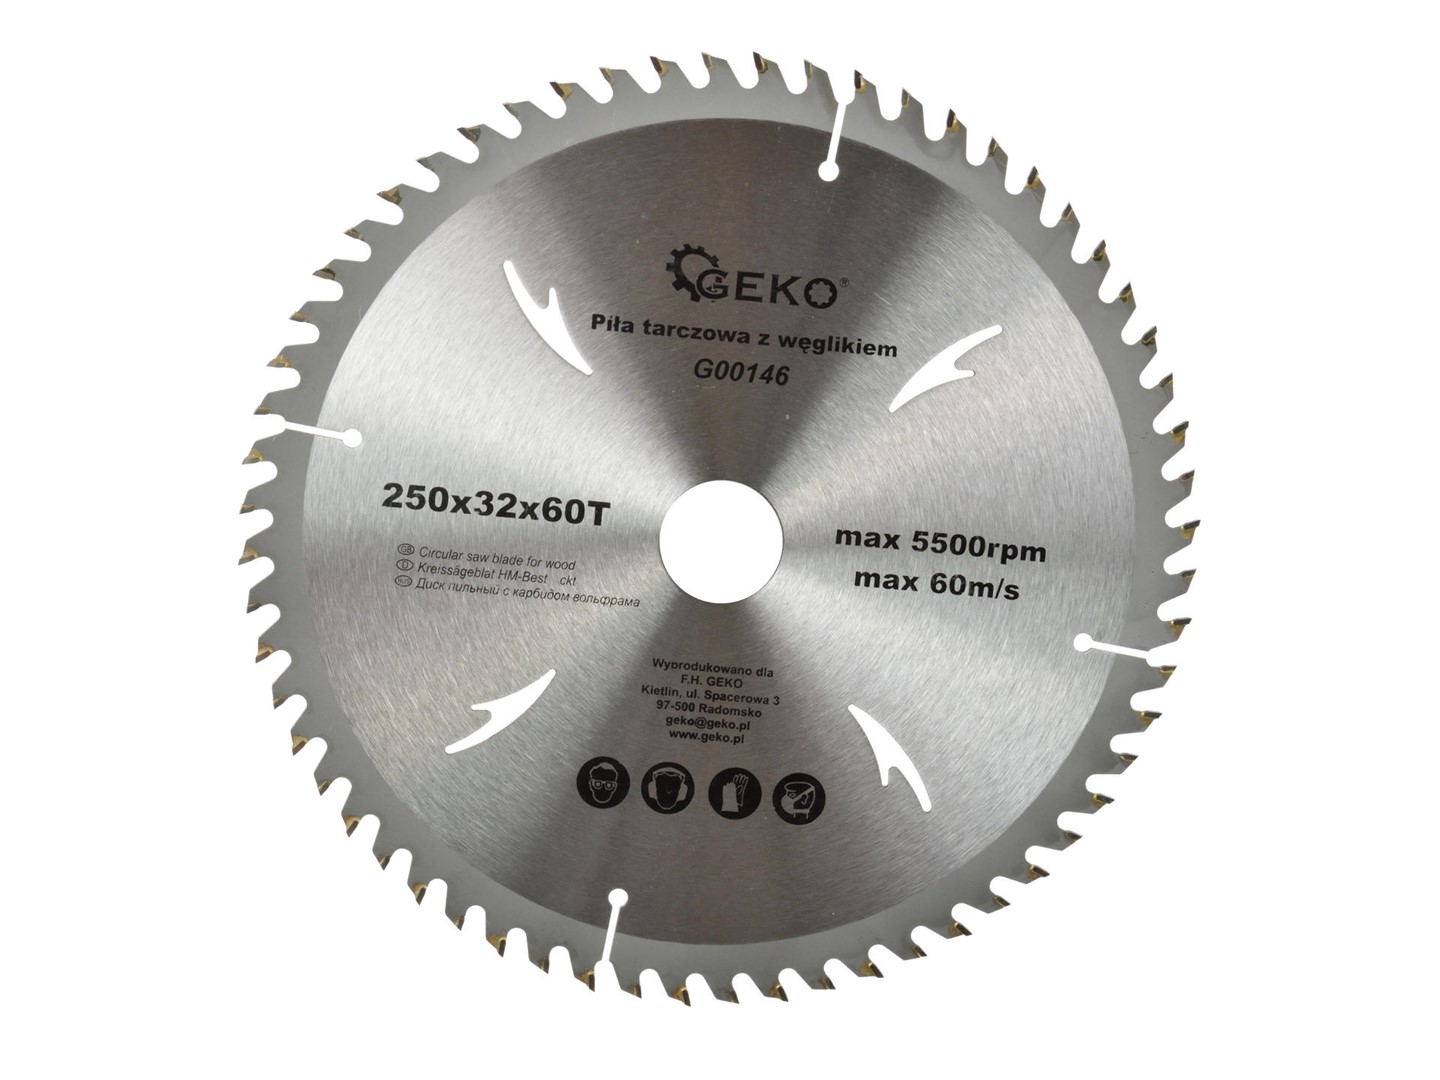 GEKO®
Piła tarczowa z węglikiem
G00146
250x32x60T
GB Circular saw blade for wood
D Kreissägeblat HM-Best ckt
RUS Диск пильный с карбидом вольфрама
max 5500rpm
max 60m/s
Wyprodukowano dla
F.H. GEKO
Kietlin, ul. Spacerowa 3
97-500 Radomsko
geko@geko.pl
www.geko.pl